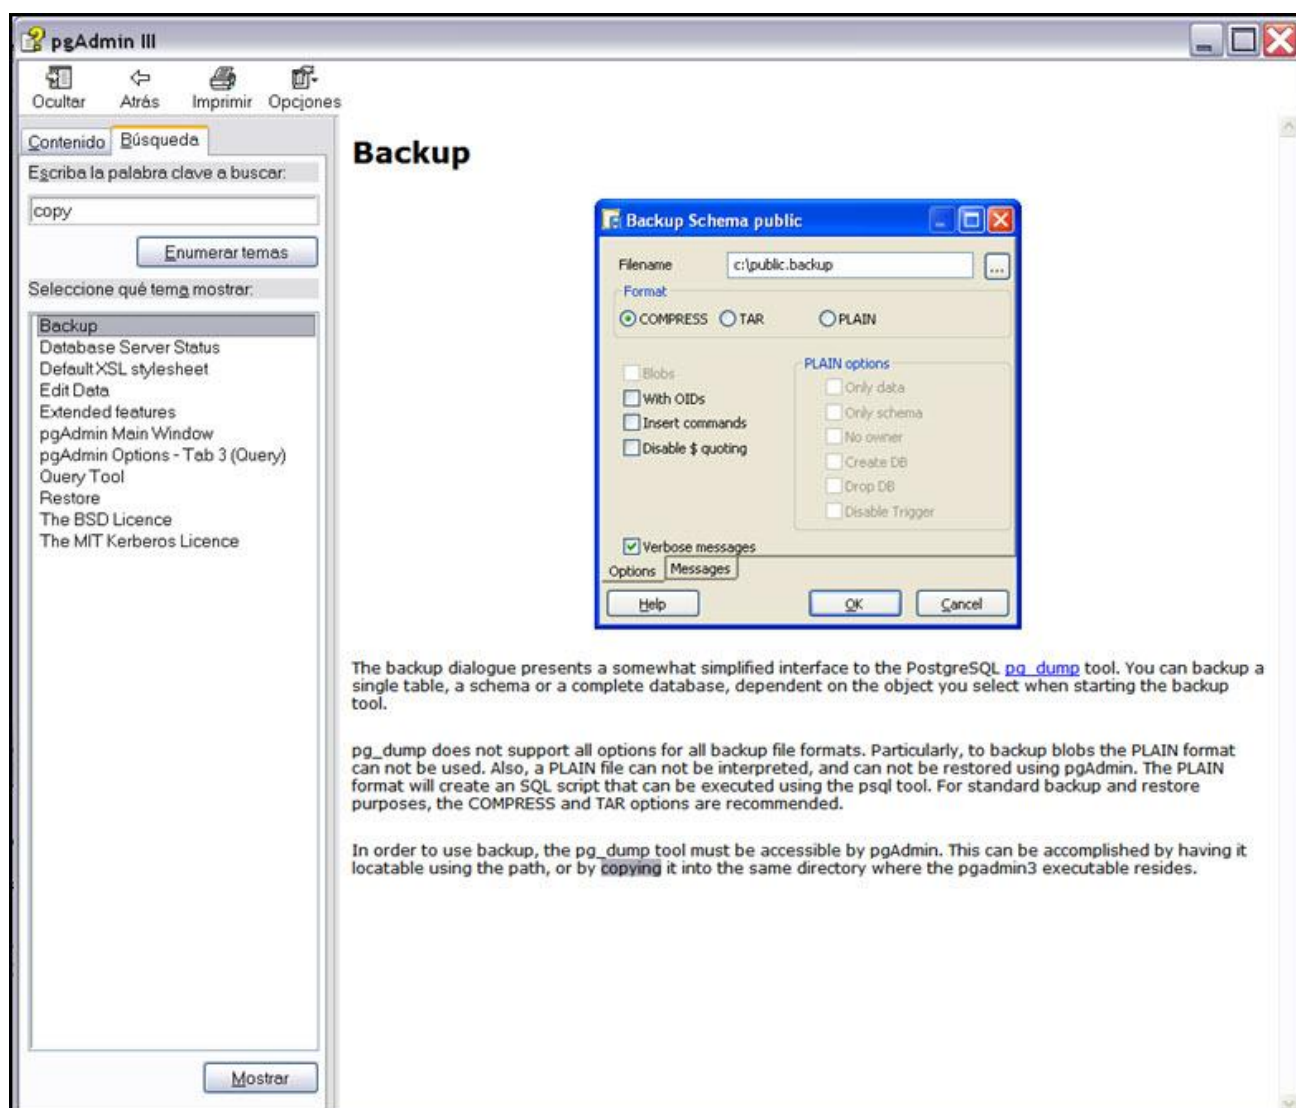 pgAdmin III
Ocultar Atrás Imprimir Opciones
Contenido Búsqueda
Escriba la palabra clave a buscar:
copy
Enumerar temas
Seleccione qué tema mostrar:
Backup
Database Server Status
Default XSL stylesheet
Edit Data
Extended features
pgAdmin Main Window
pgAdmin Options - Tab 3 (Query)
Query Tool
Restore
The BSD Licence
The MIT Kerberos Licence
Mostrar
Backup
Backup Schema public
Filename c:\public.backup ...
Format
COMPRESS TAR PLAIN
Blobs
With OIDs
Insert commands
Disable $ quoting
PLAIN options
Only data
Only schema
No owner
Create DB
Drop DB
Disable Trigger
Verbose messages
Options Messages
Help OK Cancel
The backup dialogue presents a somewhat simplified interface to the PostgreSQL pg_dump tool. You can backup a
single table, a schema or a complete database, dependent on the object you select when starting the backup
tool.
pg_dump does not support all options for all backup file formats. Particularly, to backup blobs the PLAIN format
can not be used. Also, a PLAIN file can not be interpreted, and can not be restored using pgAdmin. The PLAIN
format will create an SQL script that can be executed using the psql tool. For standard backup and restore
purposes, the COMPRESS and TAR options are recommended.
In order to use backup, the pg_dump tool must be accessible by pgAdmin. This can be accomplished by having it
locatable using the path, or by copying it into the same directory where the pgadmin3 executable resides.